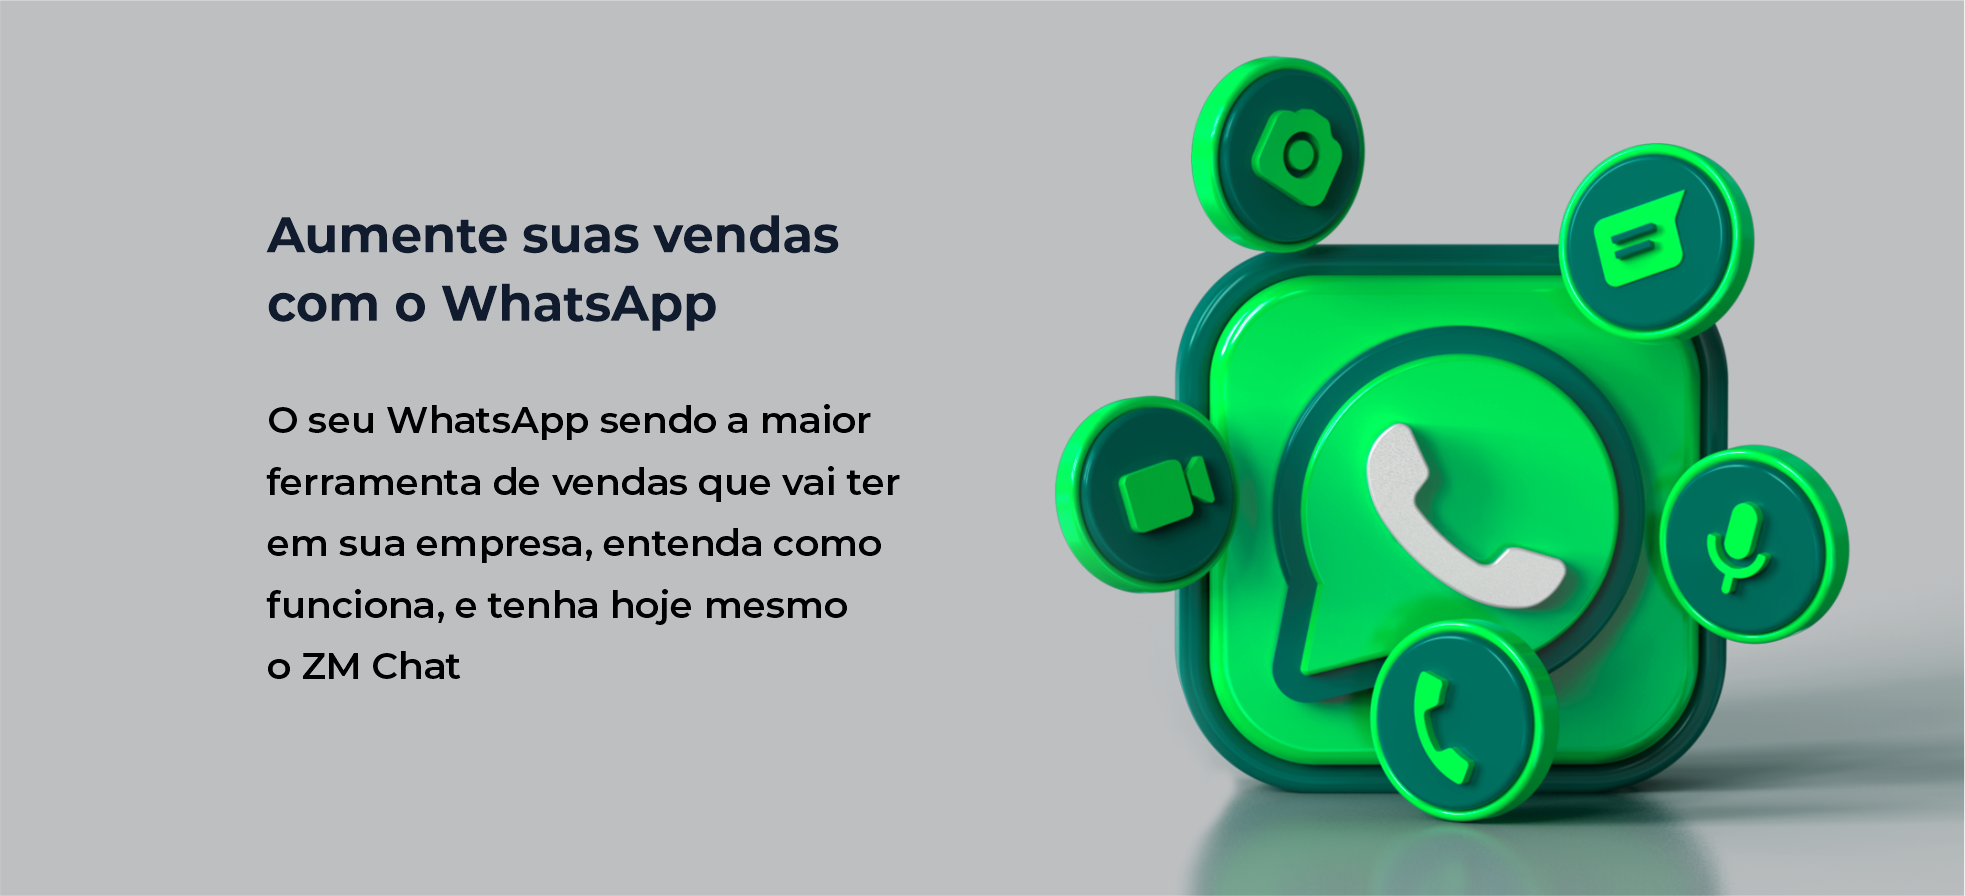 Aumente suas vendas
com o WhatsApp
O seu WhatsApp sendo a maior
ferramenta de vendas que vai ter
em sua empresa, entenda como
funciona, e tenha hoje mesmo
o ZM Chat